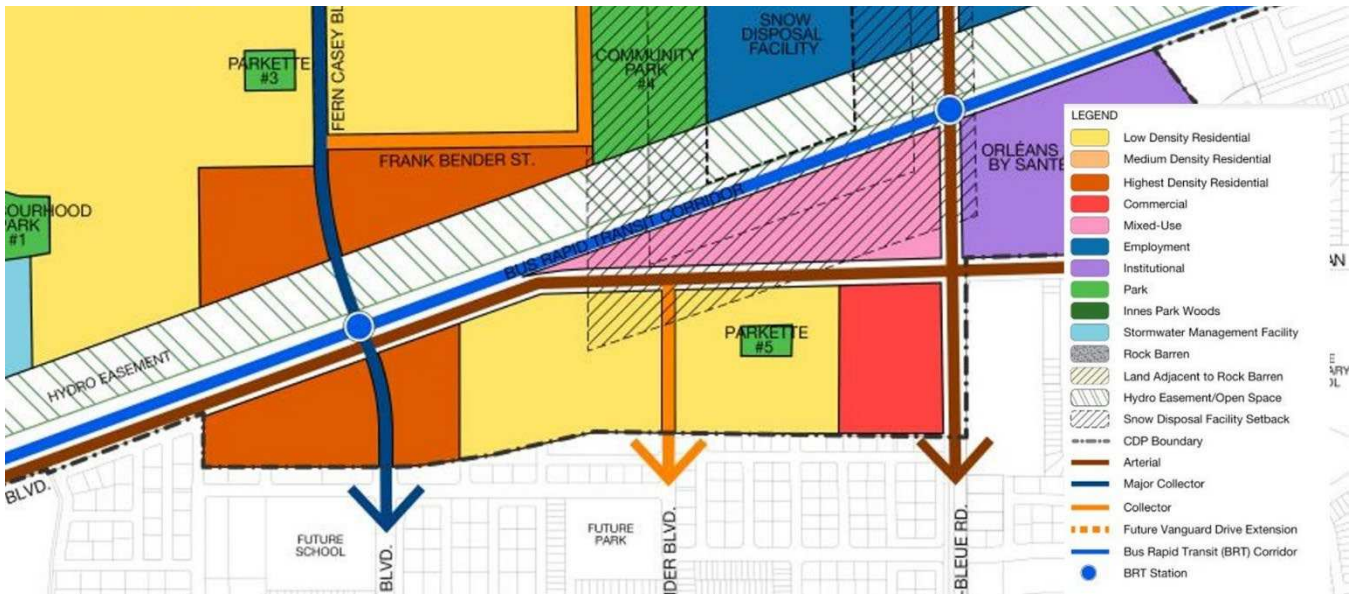 FERN CASEY BL
PARKETTE
#3
COMMUNITY
PARK
#4
SNOW
DISPOSAL
FACILITY
FRANK BENDER ST.
ORLÉANS
BY SANTÉ
BOURHOOD
PARK
#1
BUS RAPID TRANSIT CORRIDOR
HYDRO EASEMENT
PARKETTE
#5
BLVD.
FUTURE
SCHOOL
BLVD.
FUTURE
PARK
DER BLVD.
-BLEUE RD.
AN
LEGEND
Low Density Residential
Medium Density Residential
Highest Density Residential
Commercial
Mixed-Use
Employment
Institutional
Park
Innes Park Woods
Stormwater Management Facility
Rock Barren
Land Adjacent to Rock Barren
Hydro Easement/Open Space
Snow Disposal Facility Setback
CDP Boundary
Arterial
Major Collector
Collector
Future Vanguard Drive Extension
Bus Rapid Transit (BRT) Corridor
BRT Station